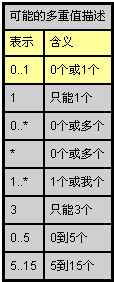 可能的多重值描述
表示 含义
0..1 0个或1个
1 只能1个
0..* 0个或多个
* 0个或多个
1..* 1个或我个
3 只能3个
0..5 0到5个
5..15 5到15个